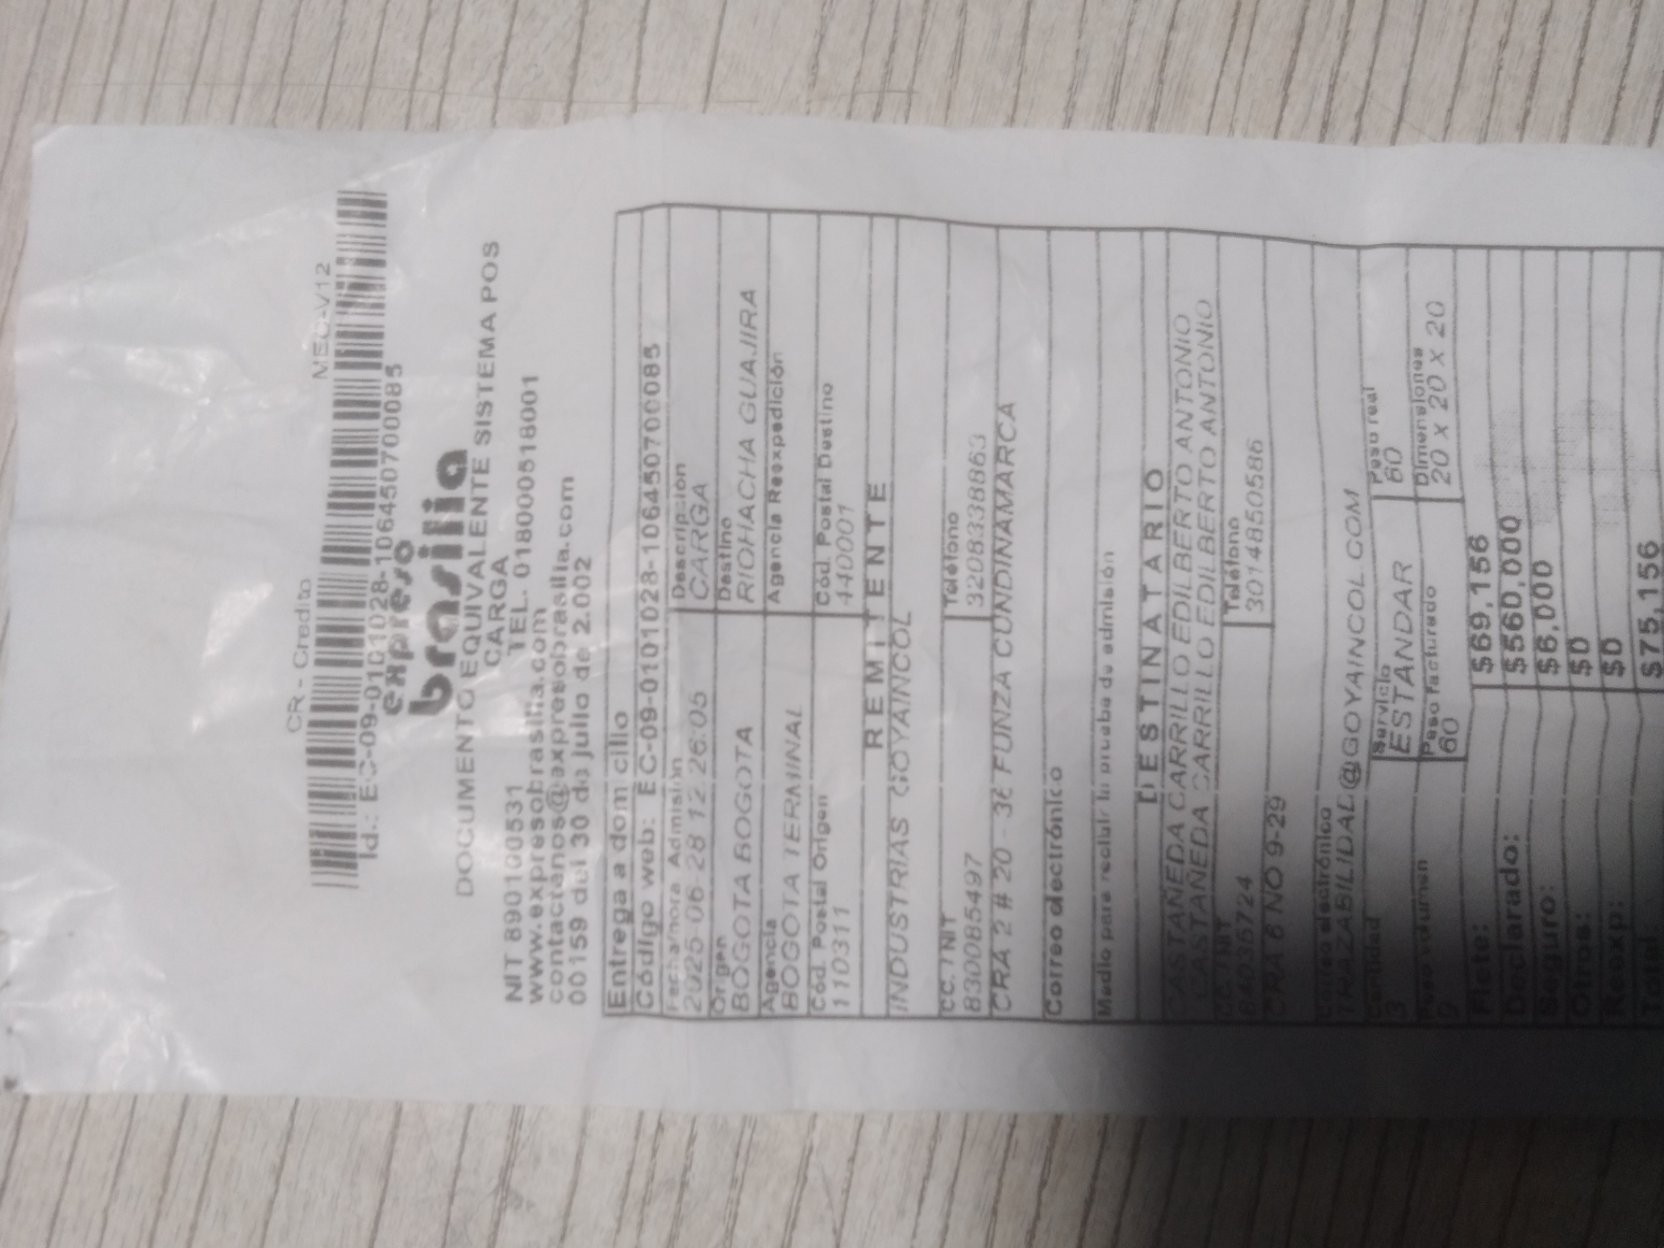 CR - Credito
MEC-V12
Id.: EC-09-0101028-106450700085
expreso
brasilia
DOCUMENTO EQUIVALENTE SISTEMA POS
CARGA
NIT 890100531 TEL. 018000518001
www.expresobrasilia.com
contactanos@expresobrasilia.com
00159 del 30 de julio de 2.002
Entrega a domicilio
Código web: EC-09-0101028-106450700085
Fecha/hora Admisión Descripción
2025-06-28 12:26:05 CARGA
Origen Destino
BOGOTA BOGOTA RIOHACHA GUAJIRA
Agencia Agencia Reexpedición
BOGOTA TERMINAL
Cód. Postal Origen Cód. Postal Destino
110311 440001
REMITENTE
INDUSTRIAS GOYAINCOL
CC. / NIT Teléfono
830085497 3208338863
CRA 2 # 20 - 36 FUNZA CUNDINAMARCA
Correo electrónico
Medio para recibir la prueba de admisión
DESTINATARIO
CASTAÑEDA CARRILLO EDILBERTO ANTONIO
CASTAÑEDA CARRILLO EDILBERTO ANTONIO
CC. / NIT Teléfono
84035724 3014850586
CRA 6 NO 9-29
Correo electrónico
TRAZABILIDAD@GOYAINCOL.COM
Cantidad Servicio Peso real
3 ESTANDAR 60
Peso volumen Peso facturado Dimensiones
0 60 20 x 20 x 20
Flete: $69,156
Declarado: $560,000
Seguro: $6,000
Otros: $0
Reexp: $0
Total: $75,156